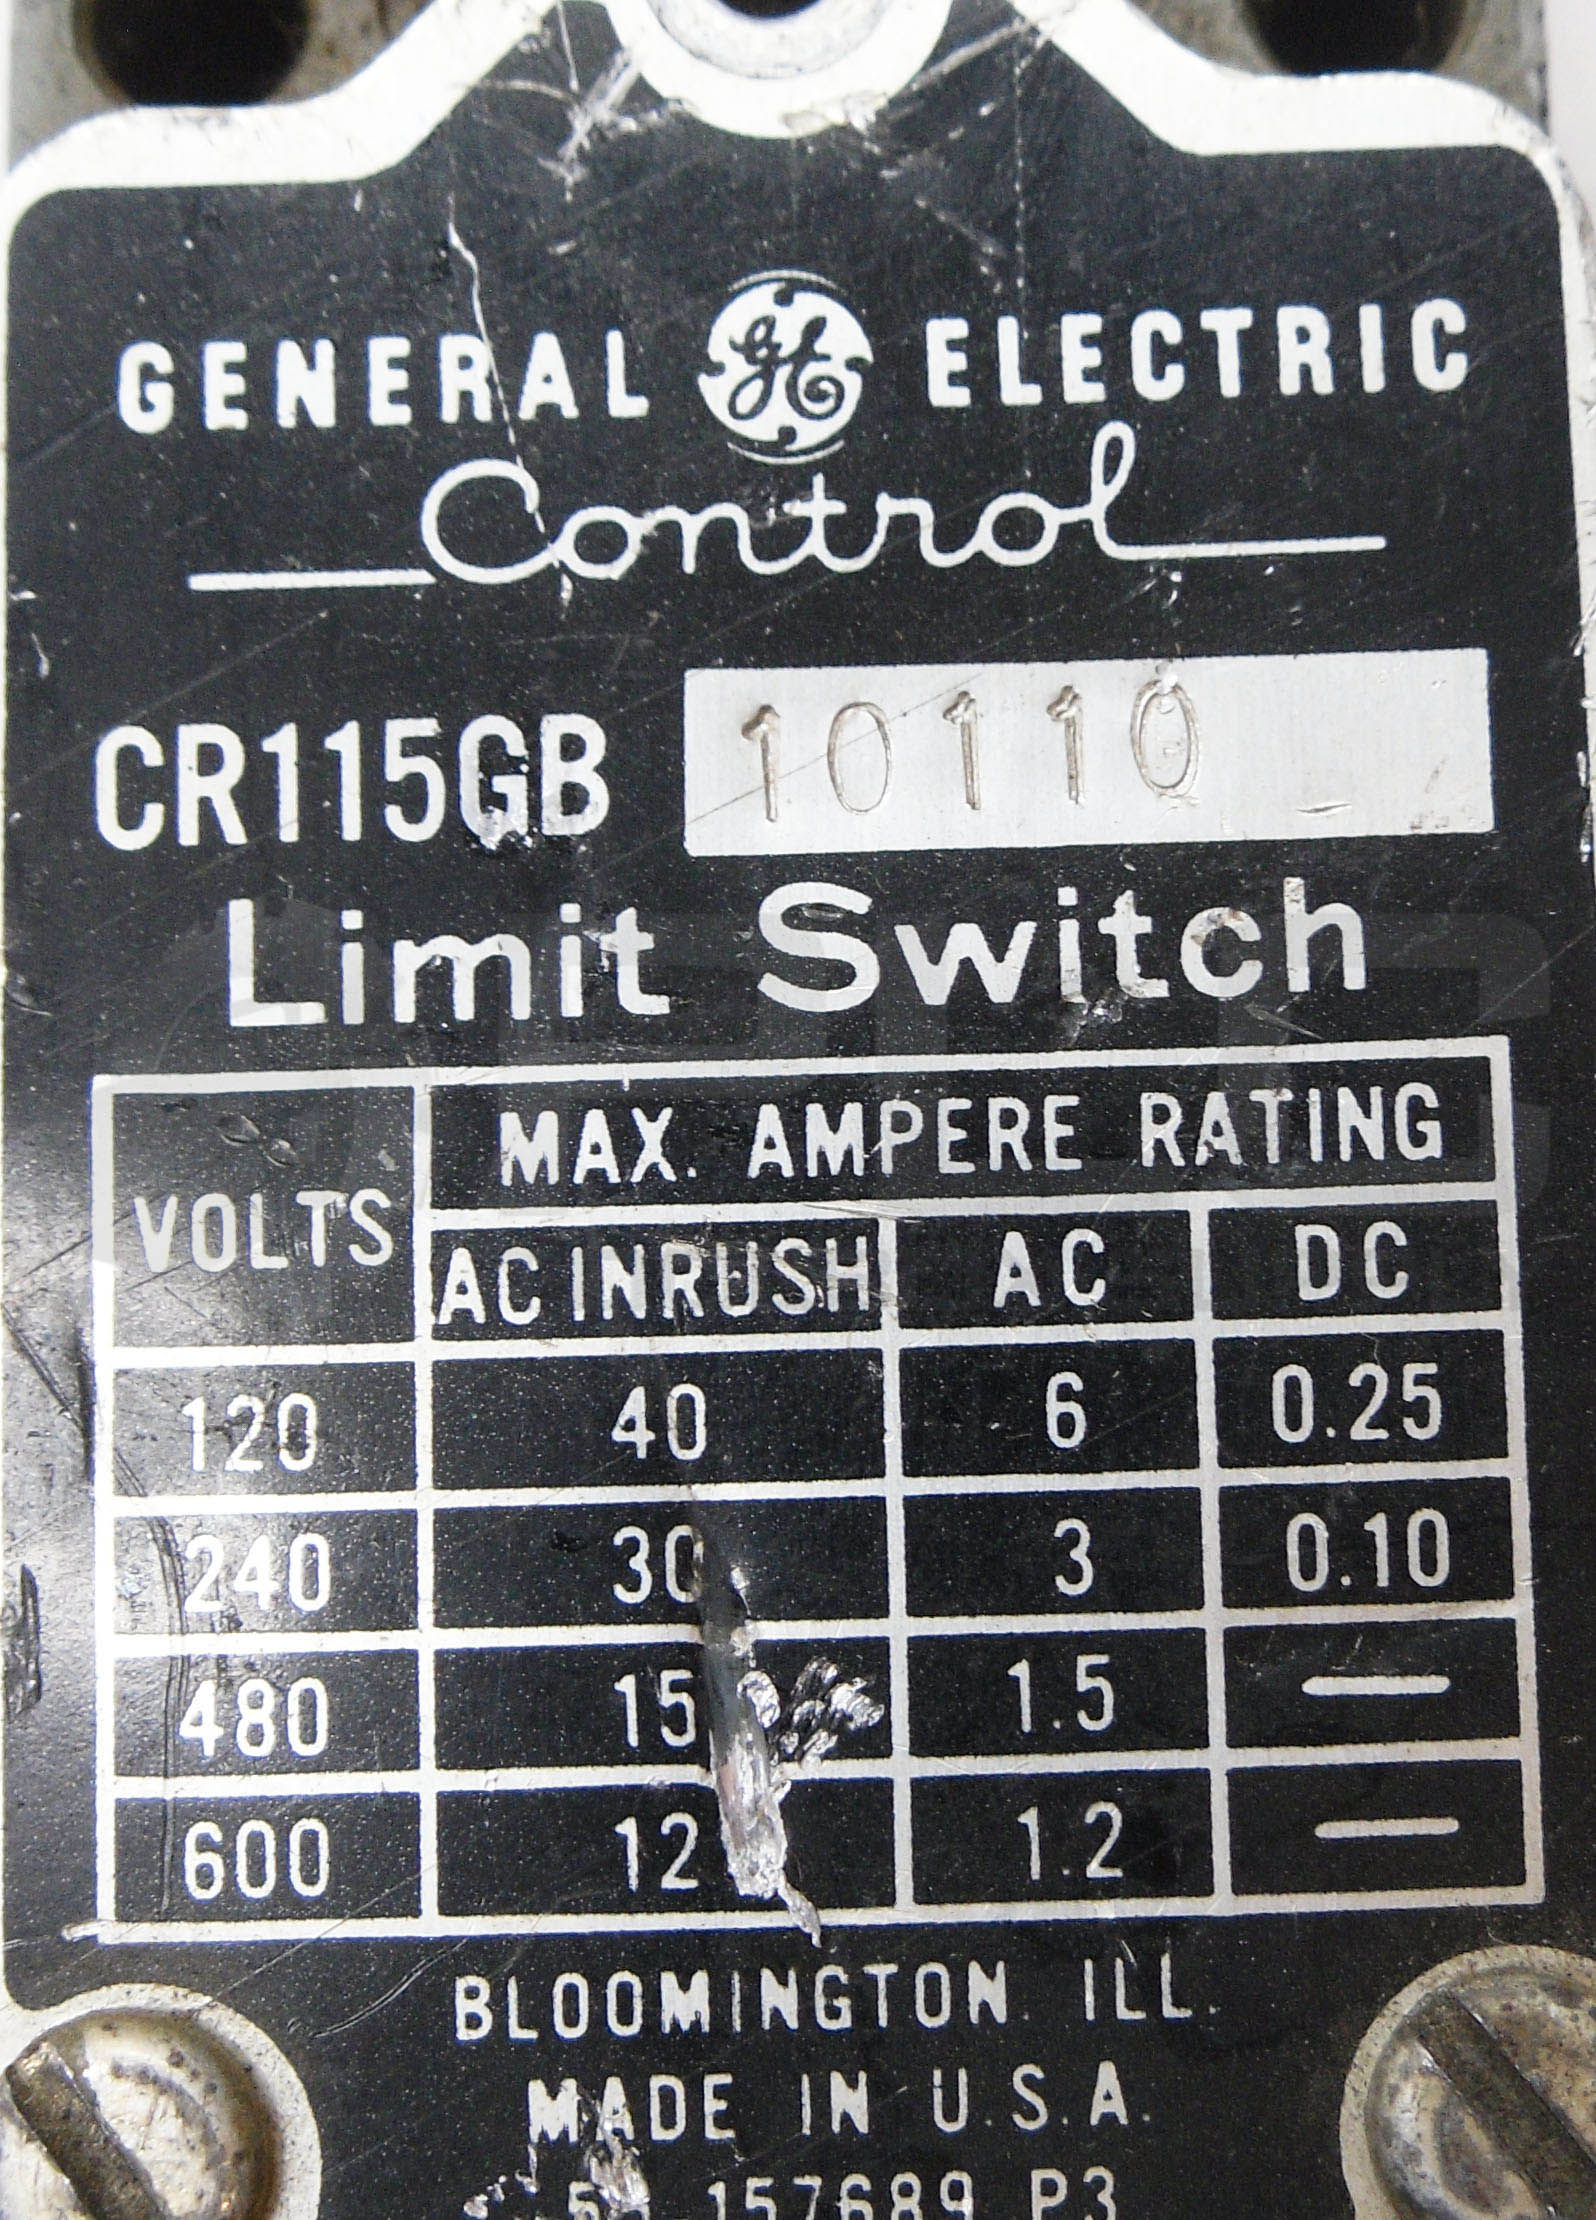 GENERAL GE ELECTRIC
Control
CR115GB 10110
Limit Switch
VOLTS MAX. AMPERE RATING
AC INRUSH AC DC
120 40 6 0.25
240 30 3 0.10
480 15 1.5 —
600 12 1.2 —
BLOOMINGTON ILL.
MADE IN U.S.A.
157689 P3